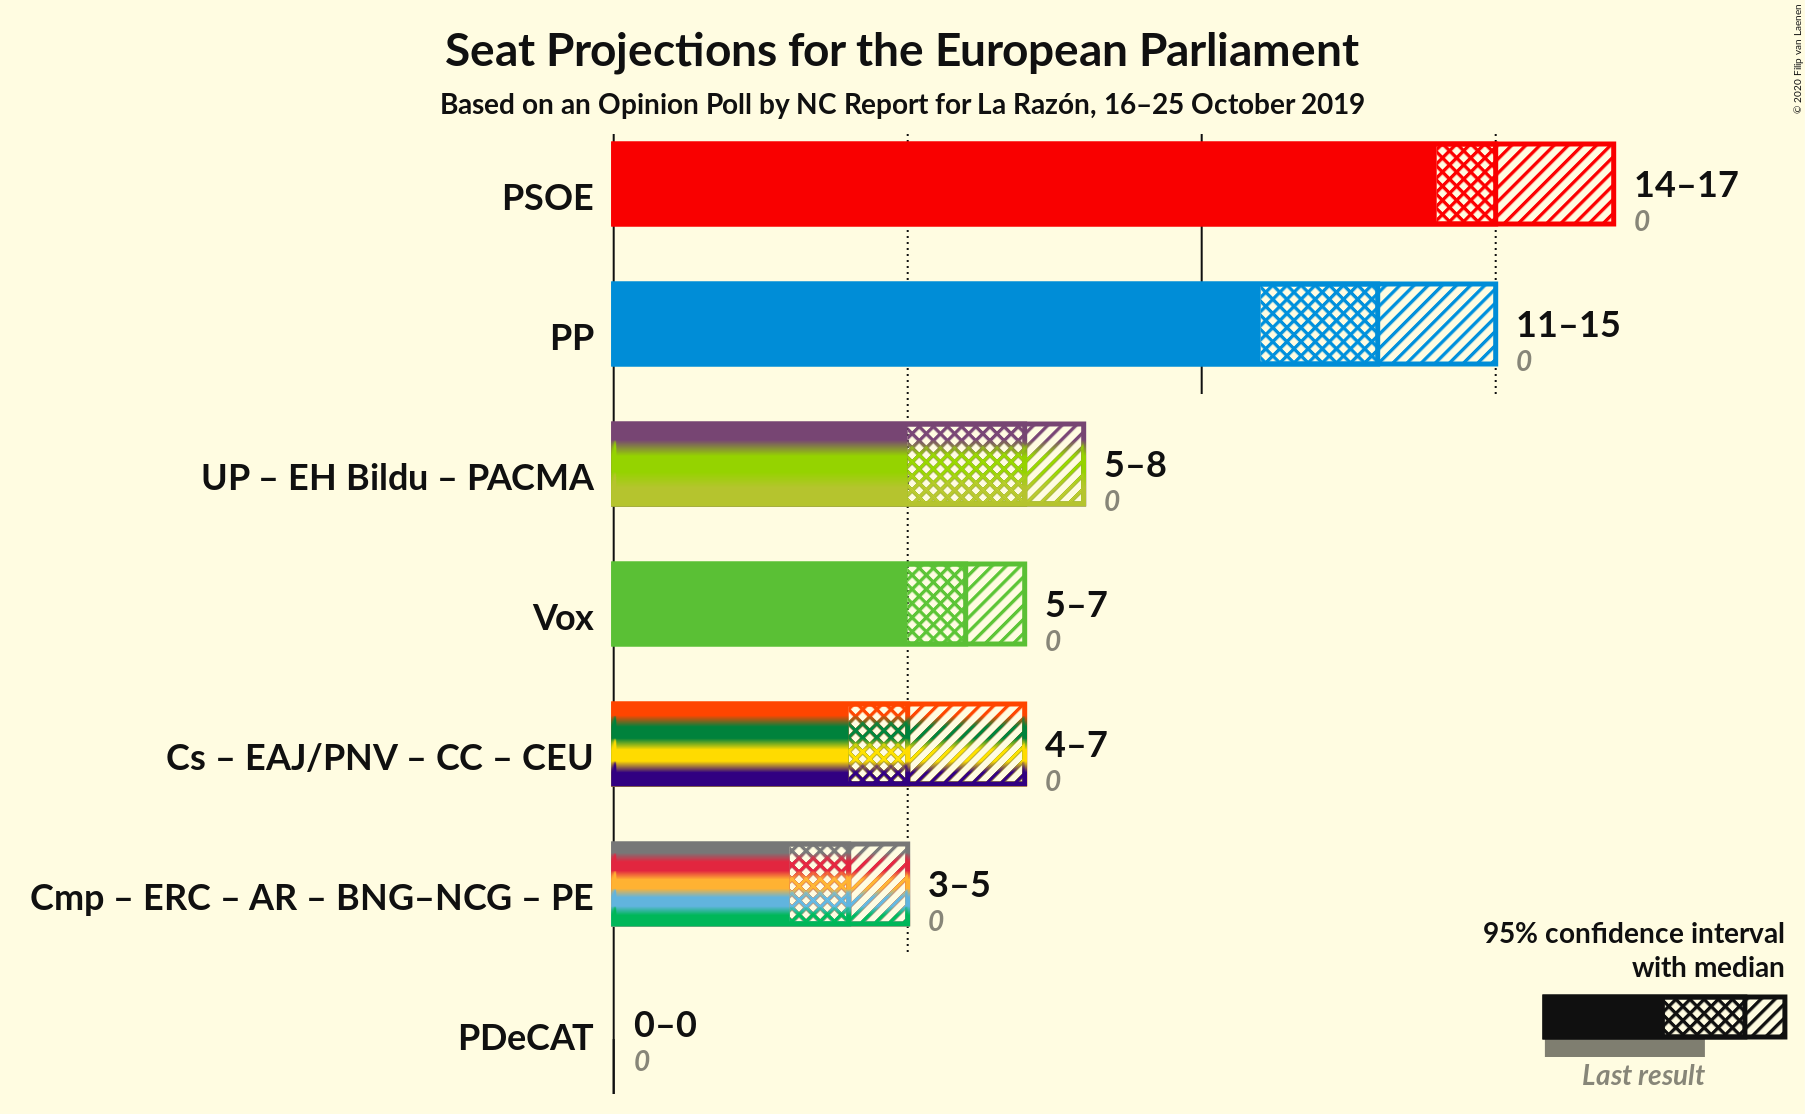 Seat Projections for the European Parliament
Based on an Opinion Poll by NC Report for La Razón, 16–25 October 2019
© 2020 Filip van Laenen
PSOE
14–17
0
PP
11–15
0
UP – EH Bildu – PACMA
5–8
0
Vox
5–7
0
Cs – EAJ/PNV – CC – CEU
4–7
0
Cmp – ERC – AR – BNG–NCG – PE
3–5
0
PDeCAT
0–0
0
95% confidence interval
with median
Last result